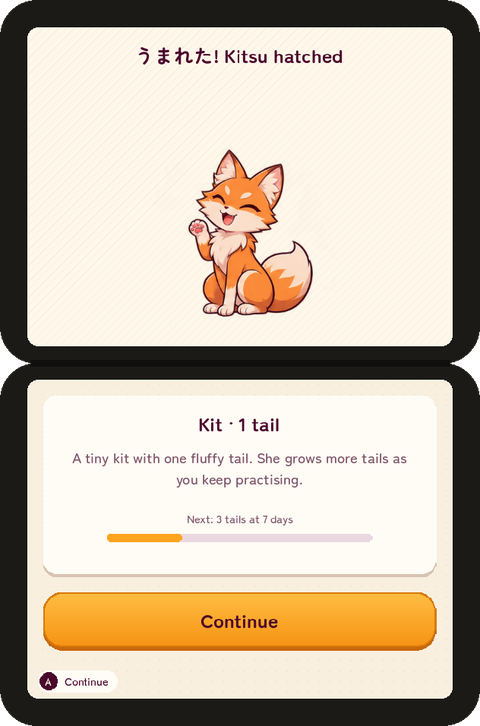 うまれた! Kitsu hatched
Kit · 1 tail
A tiny kit with one fluffy tail. She grows more tails as
you keep practising.
Next: 3 tails at 7 days
Continue
A Continue